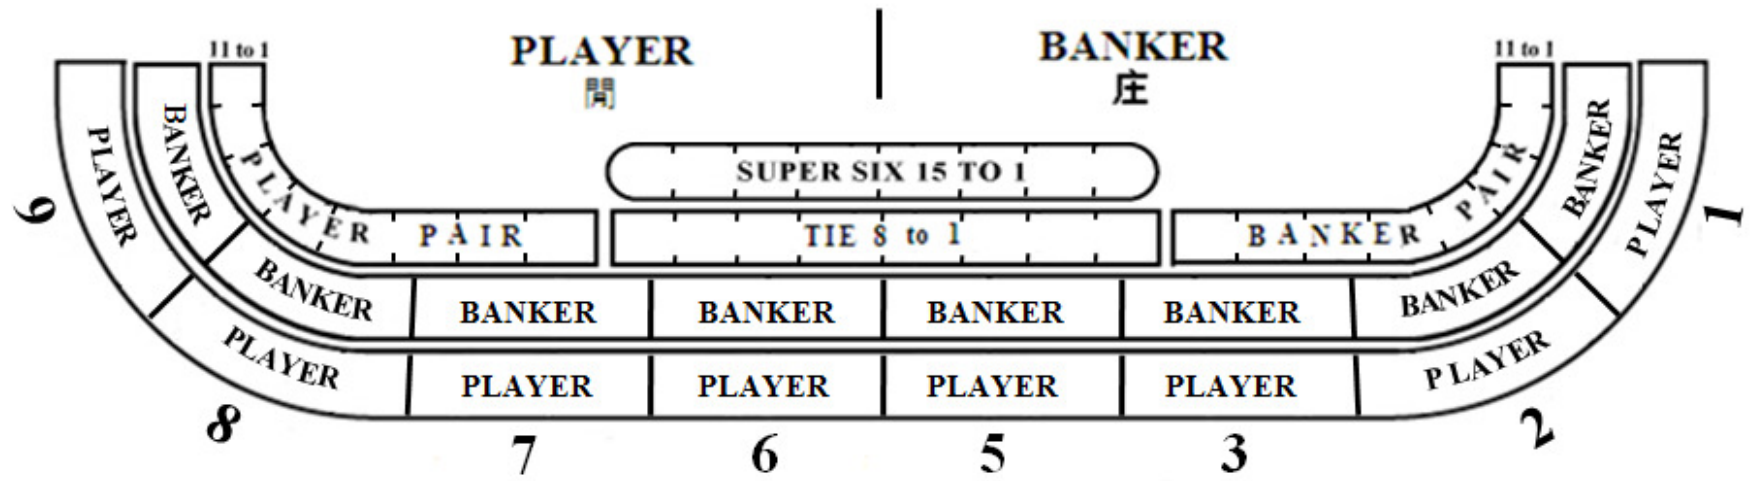 11 to 1
PLAYER
閒
BANKER
庄
11 to 1
SUPER SIX 15 TO 1
PLAYER PAIR
TIE 8 to 1
BANKER PAIR
PLAYER
BANKER
BANKER
BANKER
BANKER
BANKER
BANKER
BANKER
BANKER
PLAYER
PLAYER
PLAYER
PLAYER
PLAYER
PLAYER
PLAYER
9
8
7
6
5
3
2
1